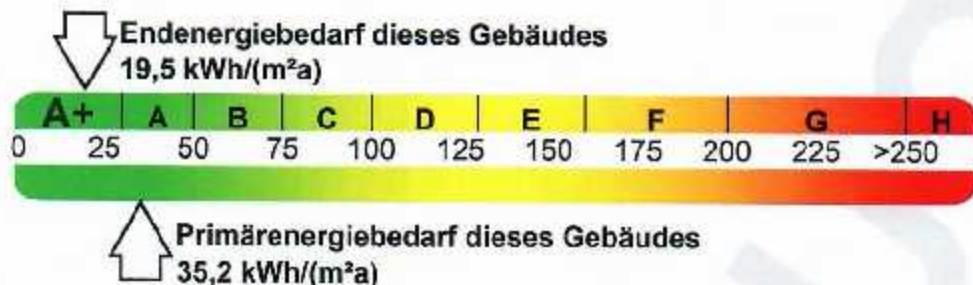 Endenergiebedarf dieses Gebäudes
19,5 kWh/(m²a)
A+ A B C D E F G H
0 25 50 75 100 125 150 175 200 225 >250
Primärenergiebedarf dieses Gebäudes
35,2 kWh/(m²a)